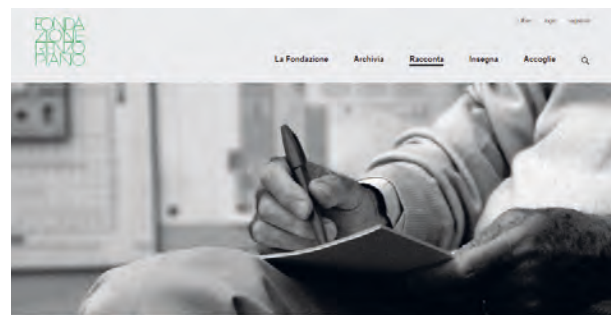 FONDA
ZIONE
RENZO
PIANO
La Fondazione Archivia Racconta Insegna Accoglie